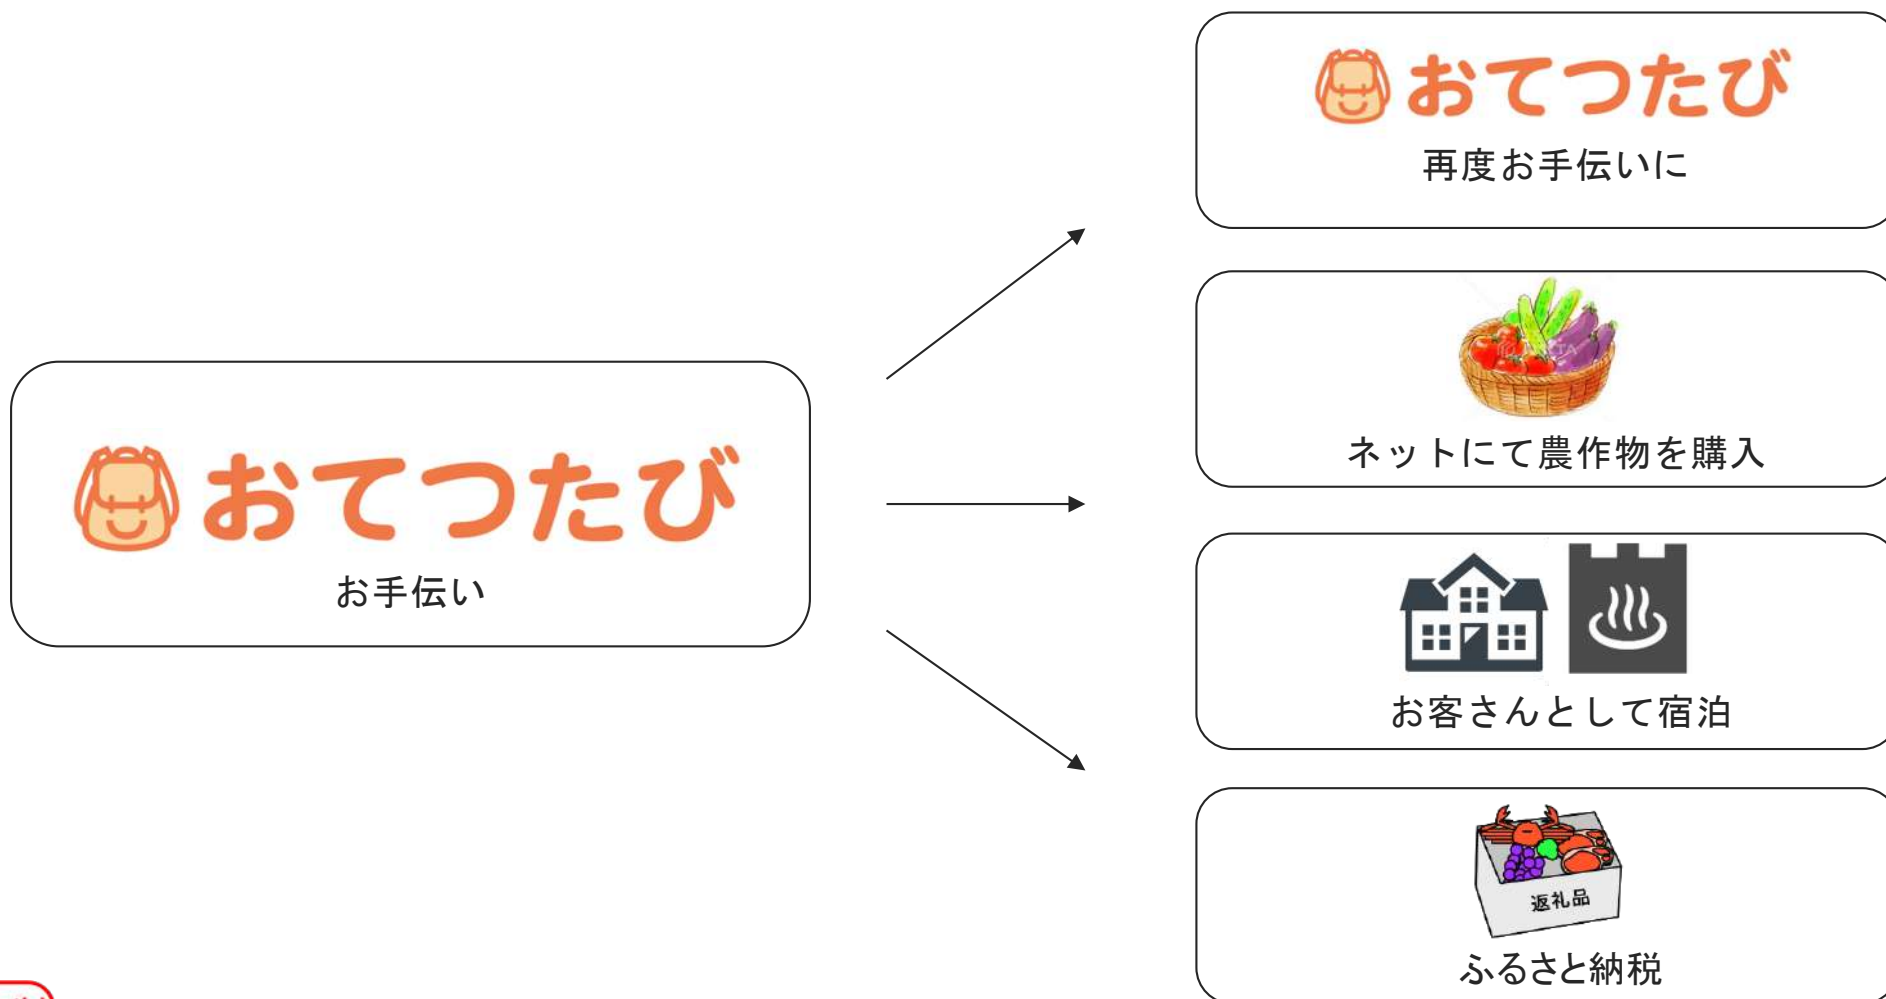 おてつたび
お手伝い
おてつたび
再度お手伝いに
ネットにて農作物を購入
お客さんとして宿泊
返礼品
ふるさと納税